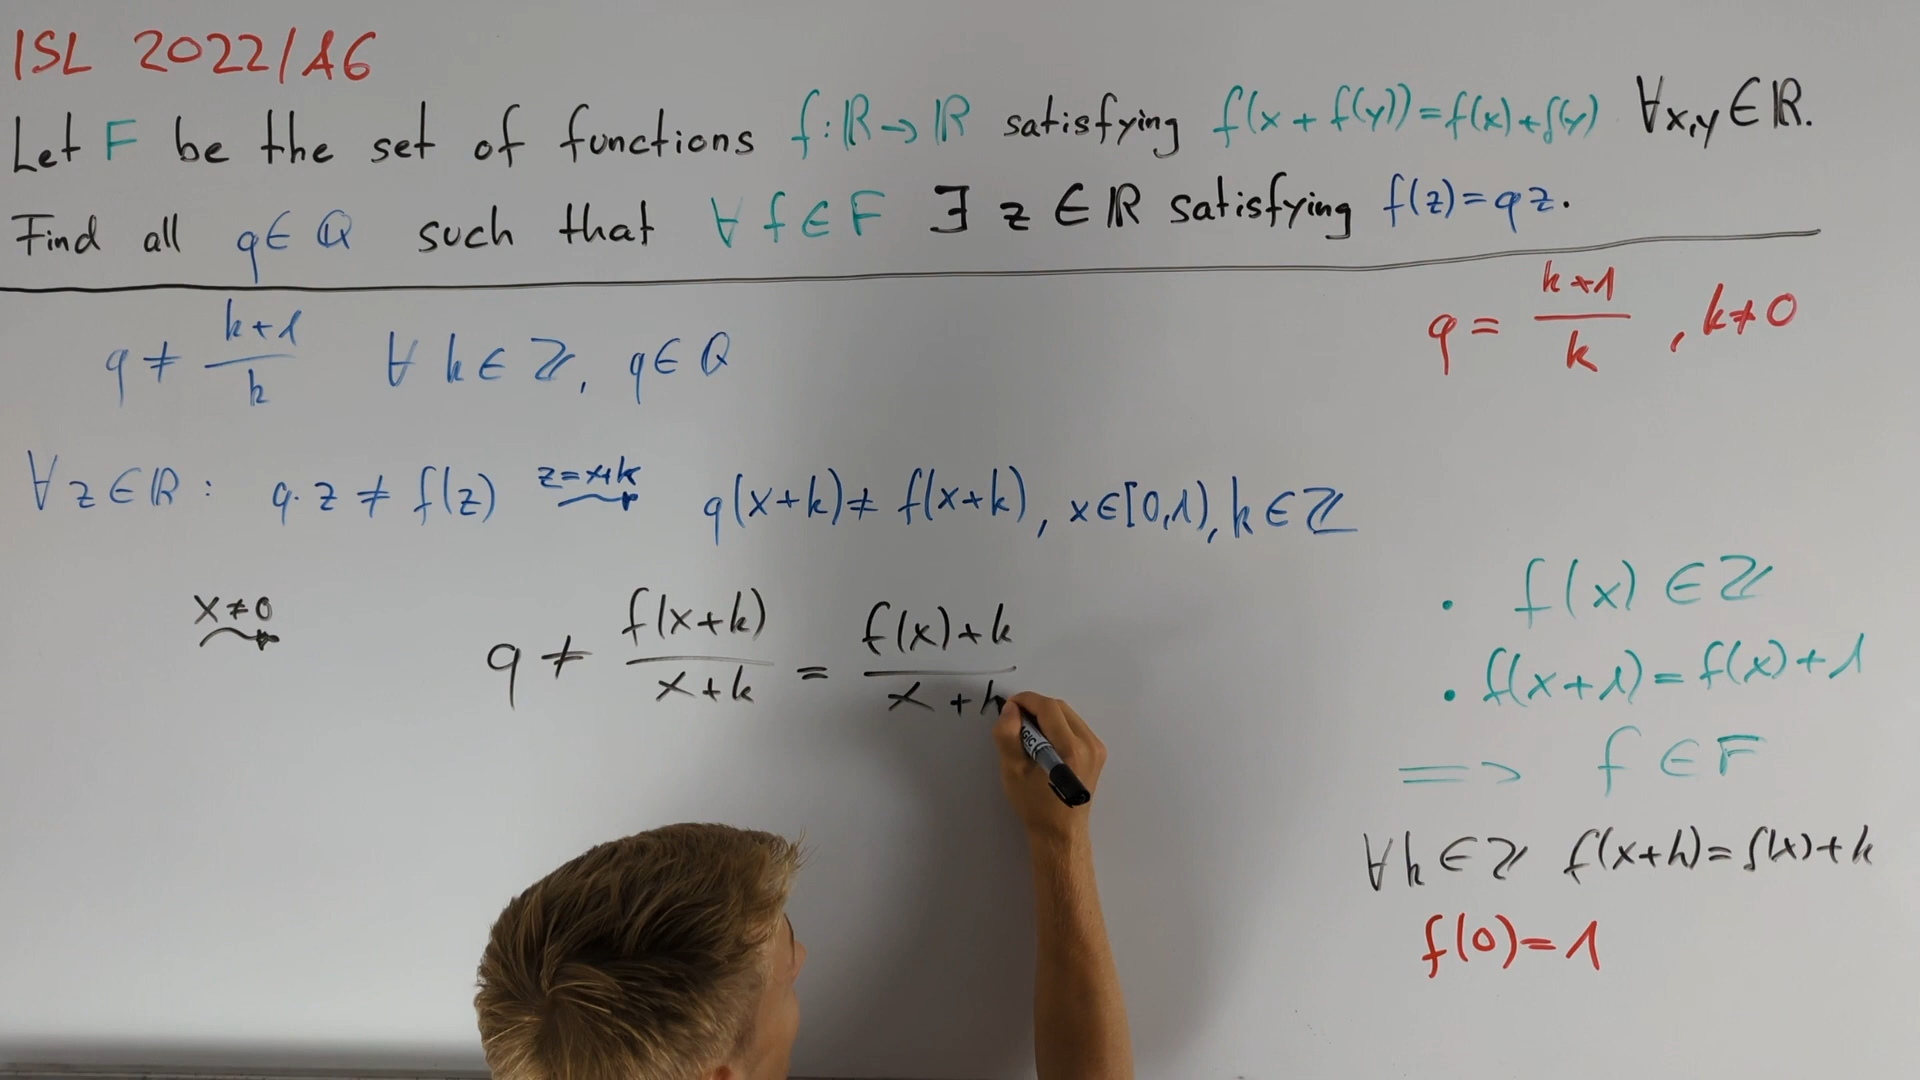 ISL 2022/A6
Let F be the set of functions f:ℝ→ℝ satisfying f(x+f(y))=f(x)+f(y) ∀x,y∈ℝ.
Find all q∈ℚ such that ∀f∈F ∃ z∈ℝ satisfying f(z)=qz.
q ≠ (k+1)/k ∀k∈ℤ, q∈ℚ
q = (k+1)/k , k≠0
∀z∈ℝ: q·z ≠ f(z) z=x+k → q(x+k) ≠ f(x+k), x∈[0,1), k∈ℤ
x≠0 → q ≠ f(x+k)/(x+k) = (f(x)+k)/(x+k
• f(x)∈ℤ
• f(x+1)=f(x)+1
=> f∈F
∀k∈ℤ f(x+k)=f(x)+k
f(0)=1
MAGIC